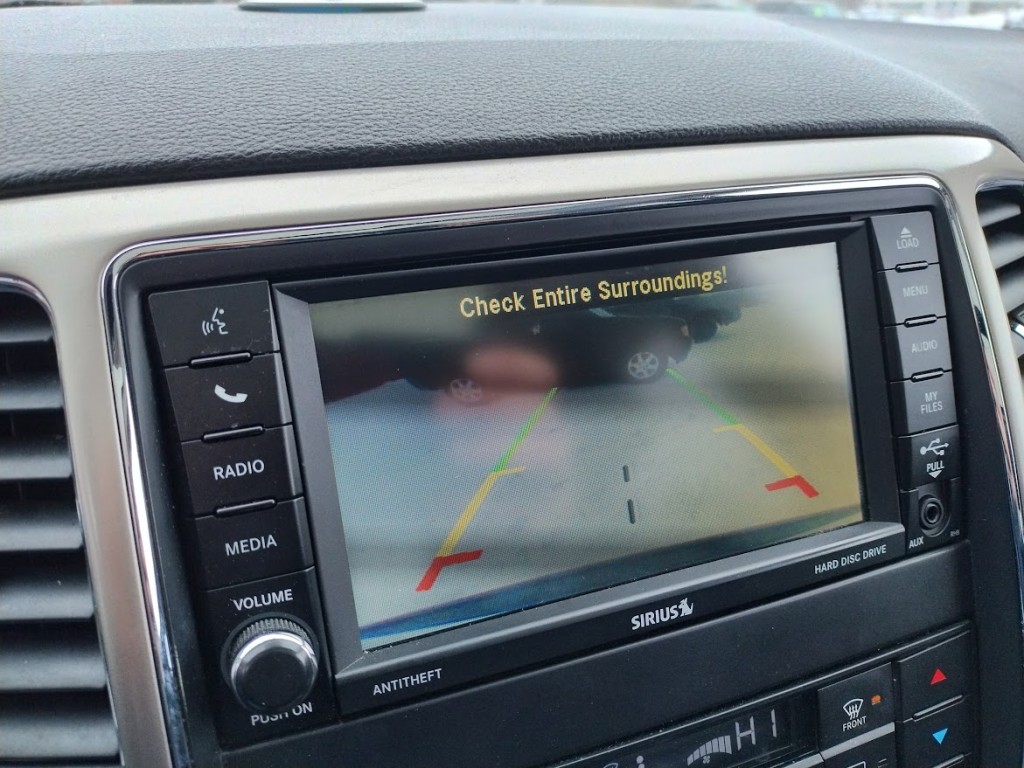 Check Entire Surroundings!
LOAD
MENU
AUDIO
MY
FILES
PULL
AUX
RADIO
MEDIA
VOLUME
PUSH ON
ANTITHEFT
SIRIUS
HARD DISC DRIVE
HI
FRONT